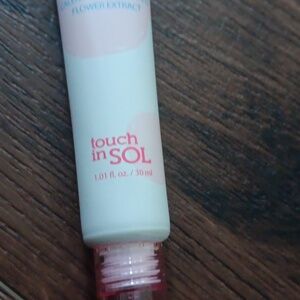 FLOWER EXTRACT
touch
in SOL
1.01 fl. oz. / 30 ml